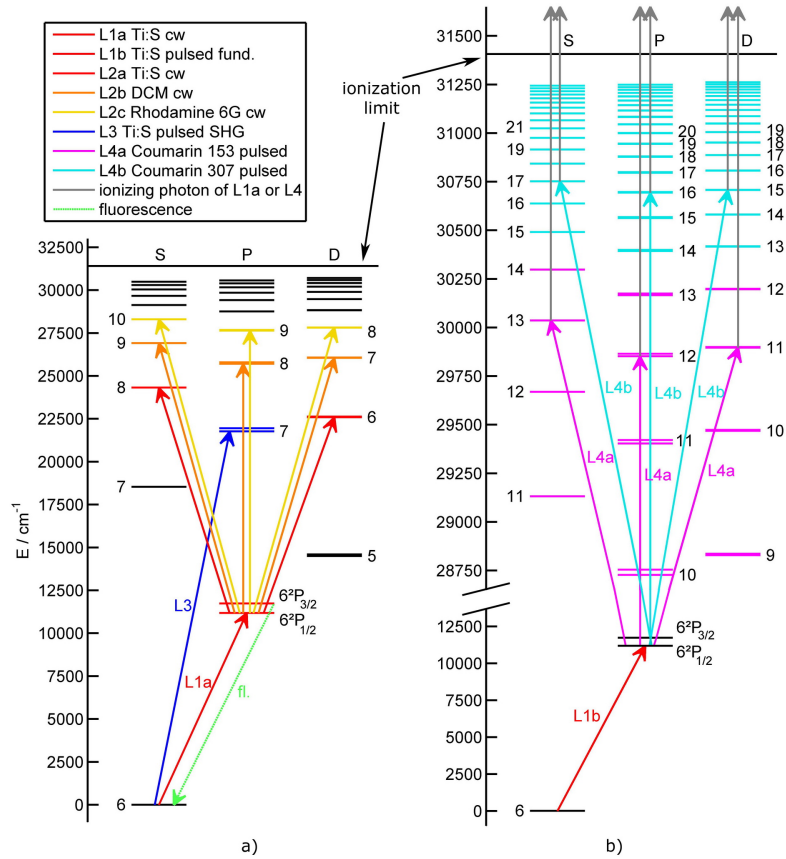 L1a Ti:S cw
L1b Ti:S pulsed fund.
L2a Ti:S cw
L2b DCM cw
L2c Rhodamine 6G cw
L3 Ti:S pulsed SHG
L4a Coumarin 153 pulsed
L4b Coumarin 307 pulsed
ionizing photon of L1a or L4
fluorescence
ionization
limit
E / cm⁻¹
32500
30000
27500
25000
22500
20000
17500
15000
12500
10000
7500
5000
2500
0
S P D
10
9
8
7
6
9
8
7
8
7
6
5
6²P3/2
6²P1/2
L3
L1a
fl.
a)
31500
31250
31000
30750
30500
30250
30000
29750
29500
29250
29000
28750
12500
10000
7500
5000
2500
0
S P D
21
19
17
16
15
14
13
12
11
6
20
19
18
17
16
15
14
13
12
11
10
19
18
17
16
15
14
13
12
11
10
9
L4b
L4b
L4b
L4a
L4a
L4a
6²P3/2
6²P1/2
L1b
b)